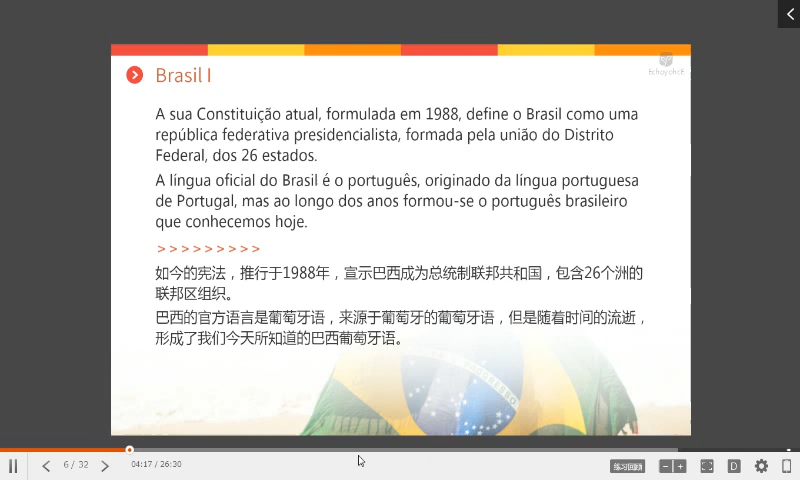 Brasil I
EchoyohcE
A sua Constituição atual, formulada em 1988, define o Brasil como uma
república federativa presidencialista, formada pela união do Distrito
Federal, dos 26 estados.
A língua oficial do Brasil é o português, originado da língua portuguesa
de Portugal, mas ao longo dos anos formou-se o português brasileiro
que conhecemos hoje.
>>>>>>>>>
如今的宪法，推行于1988年，宣示巴西成为总统制联邦共和国，包含26个洲的
联邦区组织。
巴西的官方语言是葡萄牙语，来源于葡萄牙的葡萄牙语，但是随着时间的流逝，
形成了我们今天所知道的巴西葡萄牙语。
6 / 32
04:17 / 26:30
练习回顾
D